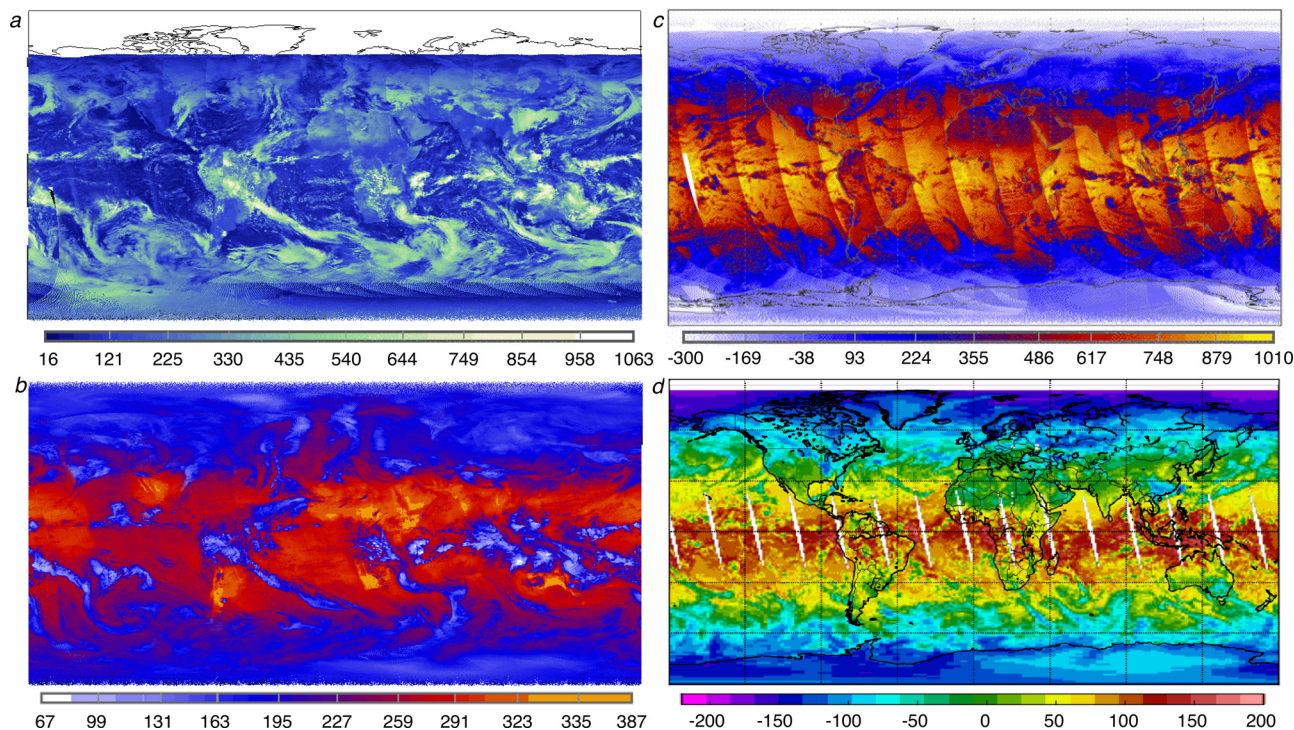 a
16 121 225 330 435 540 644 749 854 958 1063
b
67 99 131 163 195 227 259 291 323 335 387
c
-300 -169 -38 93 224 355 486 617 748 879 1010
d
-200 -150 -100 -50 0 50 100 150 200